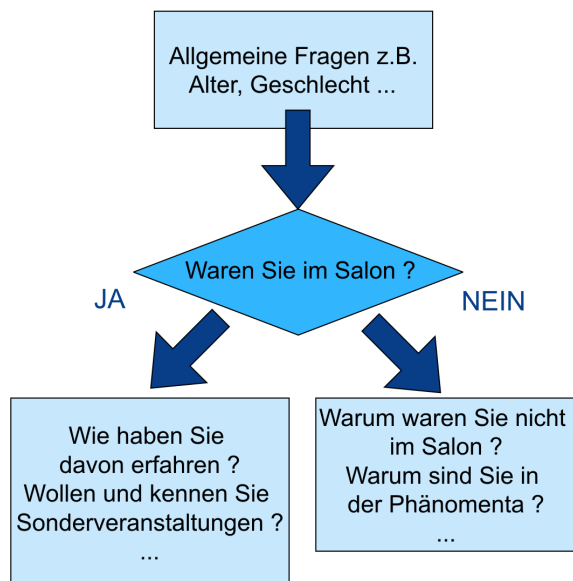 Allgemeine Fragen z.B.
Alter, Geschlecht ...
Waren Sie im Salon ?
JA
NEIN
Wie haben Sie
davon erfahren ?
Wollen und kennen Sie
Sonderveranstaltungen ?
...
Warum waren Sie nicht
im Salon ?
Warum sind Sie in
der Phänomenta ?
...